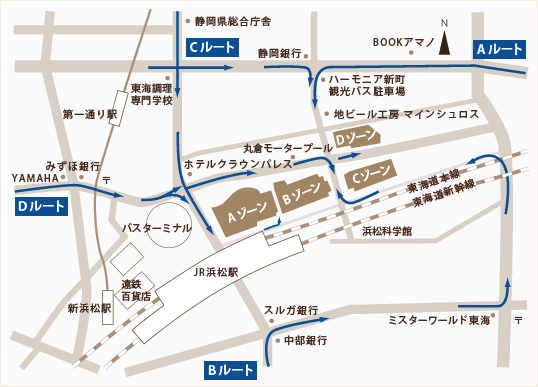 静岡県総合庁舎
N
Cルート
静岡銀行
BOOKアマノ
Aルート
東海調理
専門学校
ハーモニア新町
観光バス駐車場
第一通り駅
地ビール工房 マインシュロス
丸倉モータープール
Dゾーン
みずほ銀行
YAMAHA
〒
ホテルクラウンパレス
Cゾーン
Bゾーン
Aゾーン
東海道本線
東海道新幹線
Dルート
バスターミナル
浜松科学館
JR浜松駅
遠鉄
百貨店
新浜松駅
スルガ銀行
ミスターワールド東海
〒
中部銀行
Bルート